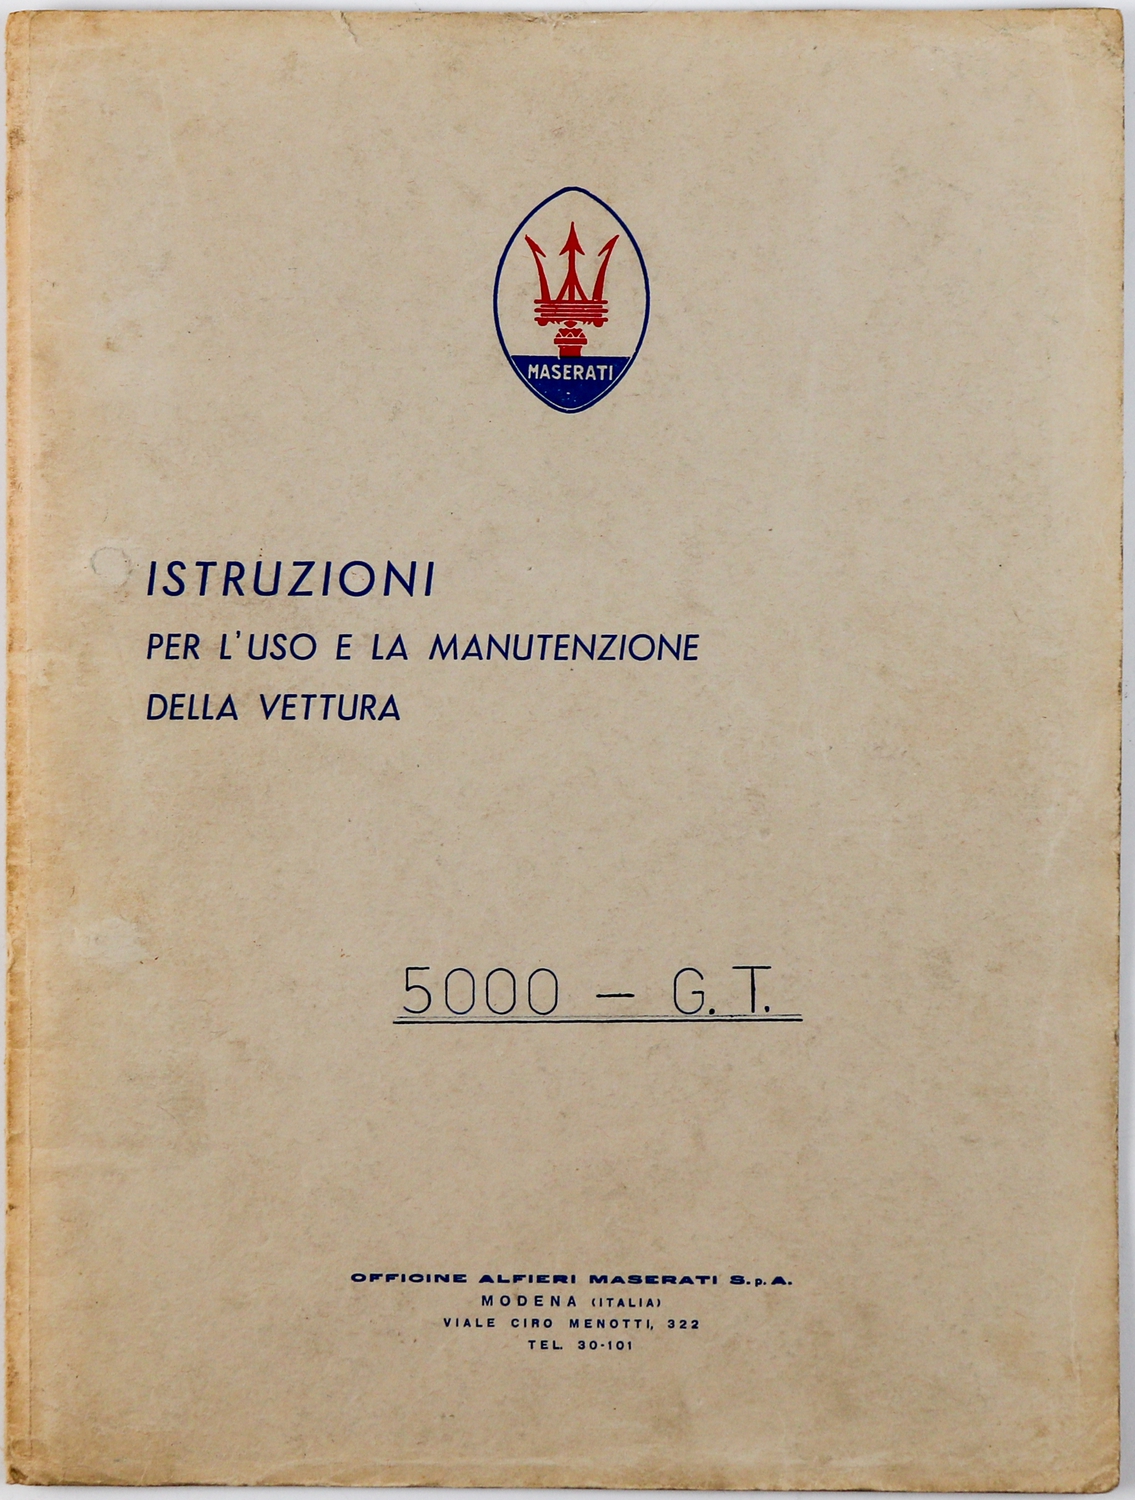 MASERATI
ISTRUZIONI
PER L'USO E LA MANUTENZIONE
DELLA VETTURA
5000 — G.T.
OFFICINE ALFIERI MASERATI S.p.A.
MODENA (ITALIA)
VIALE CIRO MENOTTI, 322
TEL. 30-101